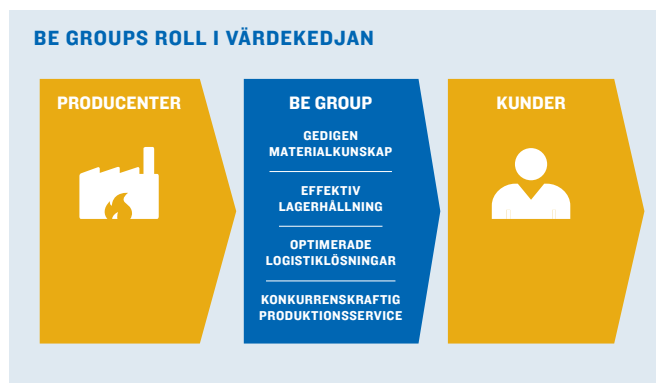 BE GROUPS ROLL I VÄRDEKEDJAN
PRODUCENTER
BE GROUP
GEDIGEN
MATERIALKUNSKAP
EFFEKTIV
LAGERHÅLLNING
OPTIMERADE
LOGISTIKLÖSNINGAR
KONKURRENSKRAFTIG
PRODUKTIONSSERVICE
KUNDER